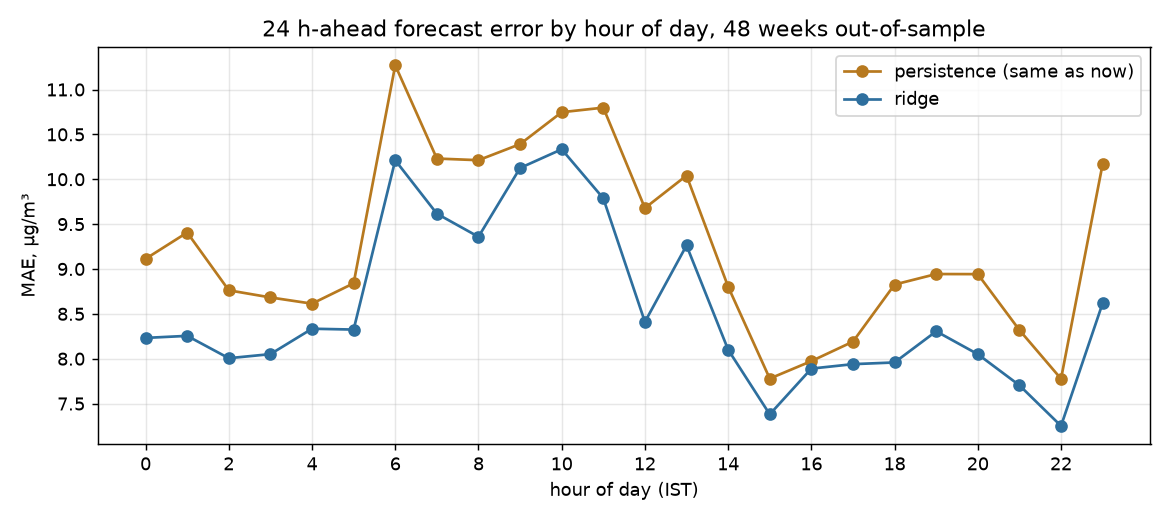 24 h-ahead forecast error by hour of day, 48 weeks out-of-sample
persistence (same as now)
ridge
MAE, µg/m³
11.0
10.5
10.0
9.5
9.0
8.5
8.0
7.5
0 2 4 6 8 10 12 14 16 18 20 22
hour of day (IST)